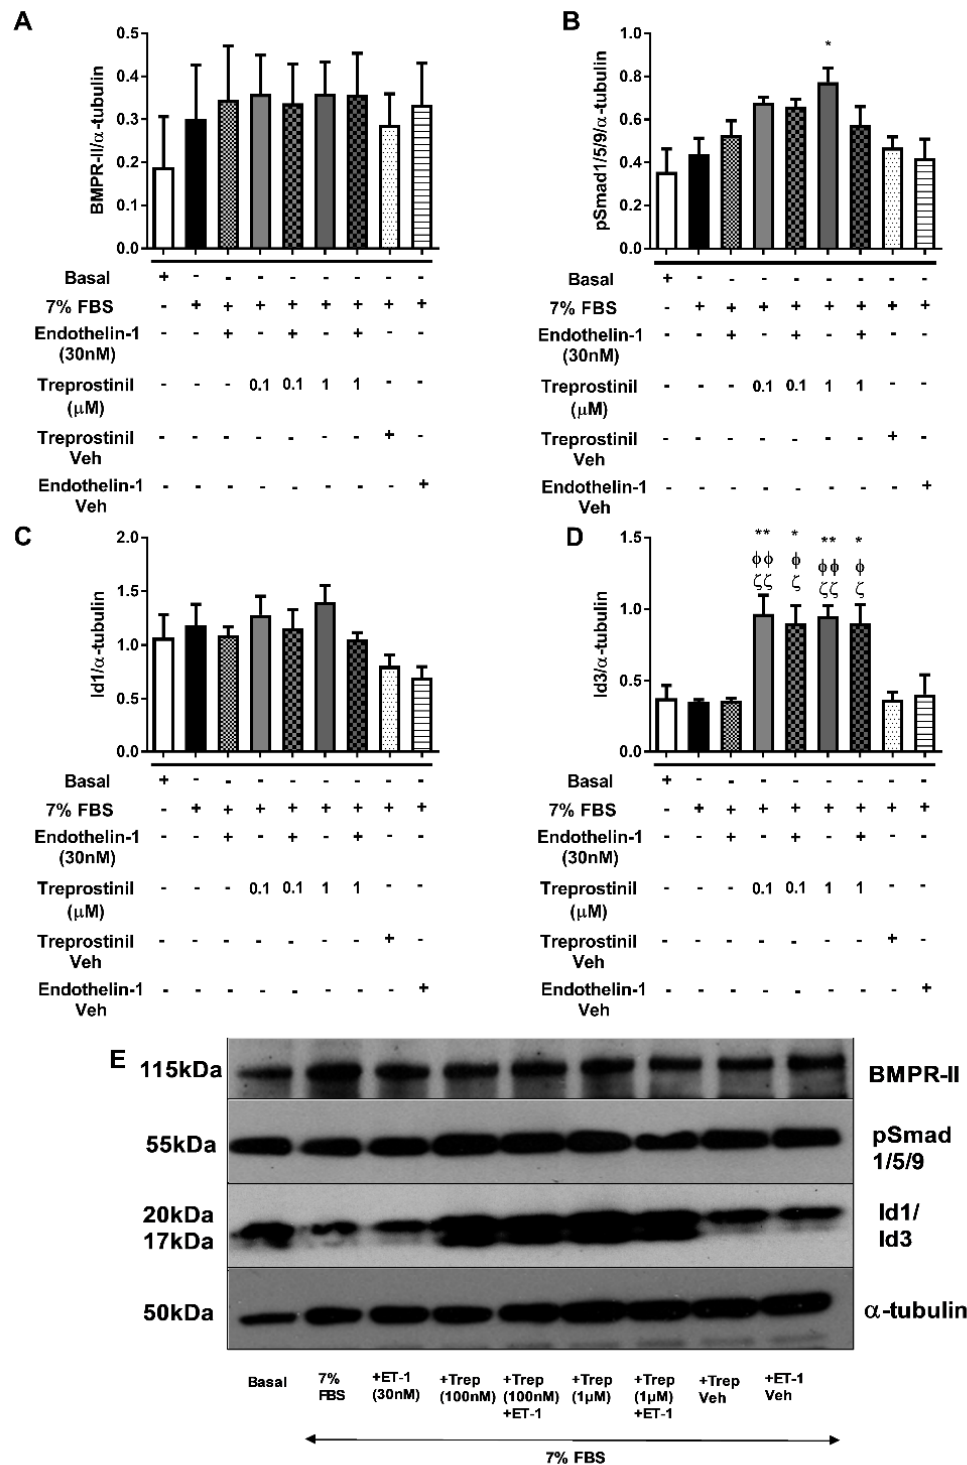 A
BMPR-II/α-tubulin
0.5
0.4
0.3
0.2
0.1
0.0
Basal + - - - - - - - -
7% FBS - + + + + + + + +
Endothelin-1 - - + - + - + - -
(30nM)
Treprostinil - - - 0.1 0.1 1 1 - -
(μM)
Treprostinil - - - - - - - + -
Veh
Endothelin-1 - - - - - - - - +
Veh
B
pSmad1/5/9/α-tubulin
1.0
0.8
0.6
0.4
0.2
0.0
*
Basal + - - - - - - - -
7% FBS - + + + + + + + +
Endothelin-1 - - + - + - + - -
(30nM)
Treprostinil - - - 0.1 0.1 1 1 - -
(μM)
Treprostinil - - - - - - - + -
Veh
Endothelin-1 - - - - - - - - +
Veh
C
Id1/α-tubulin
2.0
1.5
1.0
0.5
0.0
Basal + - - - - - - - -
7% FBS - + + + + + + + +
Endothelin-1 - - + - + - + - -
(30nM)
Treprostinil - - - 0.1 0.1 1 1 - -
(μM)
Treprostinil - - - - - - - + -
Veh
Endothelin-1 - - - - - - - - +
Veh
D
Id3/α-tubulin
1.5
1.0
0.5
0.0
** * ** *
ϕϕ ϕ ϕϕ ϕ
ζζ ζ ζζ ζ
Basal + - - - - - - - -
7% FBS - + + + + + + + +
Endothelin-1 - - + - + - + - -
(30nM)
Treprostinil - - - 0.1 0.1 1 1 - -
(μM)
Treprostinil - - - - - - - + -
Veh
Endothelin-1 - - - - - - - - +
Veh
E
115kDa BMPR-II
55kDa pSmad
1/5/9
20kDa Id1/
17kDa Id3
50kDa α-tubulin
Basal 7% +ET-1 +Trep +Trep +Trep +Trep +Trep +ET-1
FBS (30nM) (100nM) (100nM) (1μM) (1μM) Veh Veh
+ET-1 +ET-1
7% FBS